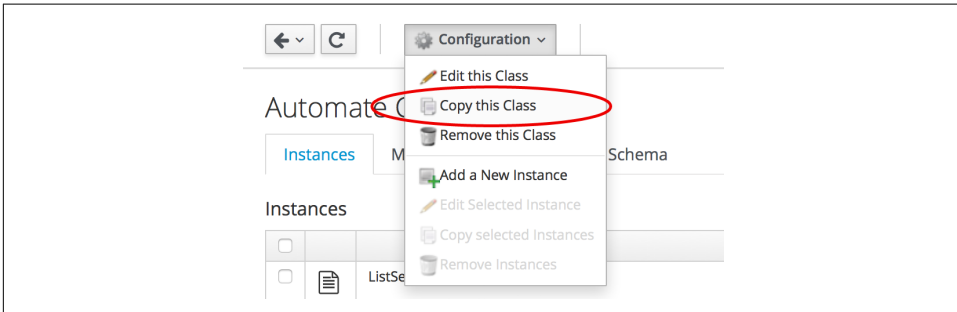 Configuration
Edit this Class
Automate
Copy this Class
Remove this Class
Instances
M
Schema
Add a New Instance
Instances
Edit Selected Instance
Copy selected Instances
Remove Instances
ListSe